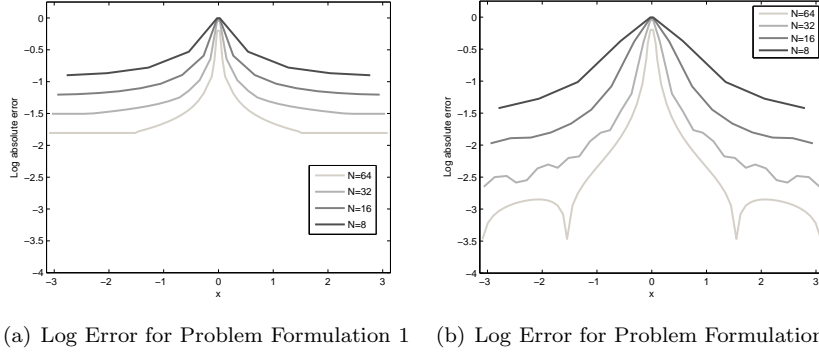 0
−0.5
−1
−1.5
−2
−2.5
−3
−3.5
−4
Log absolute error
−3
−2
−1
0
1
2
3
x
N=64
N=32
N=16
N=8
(a) Log Error for Problem Formulation 1
0
−0.5
−1
−1.5
−2
−2.5
−3
−3.5
−4
Log absolute error
−3
−2
−1
0
1
2
3
x
N=64
N=32
N=16
N=8
(b) Log Error for Problem Formulation